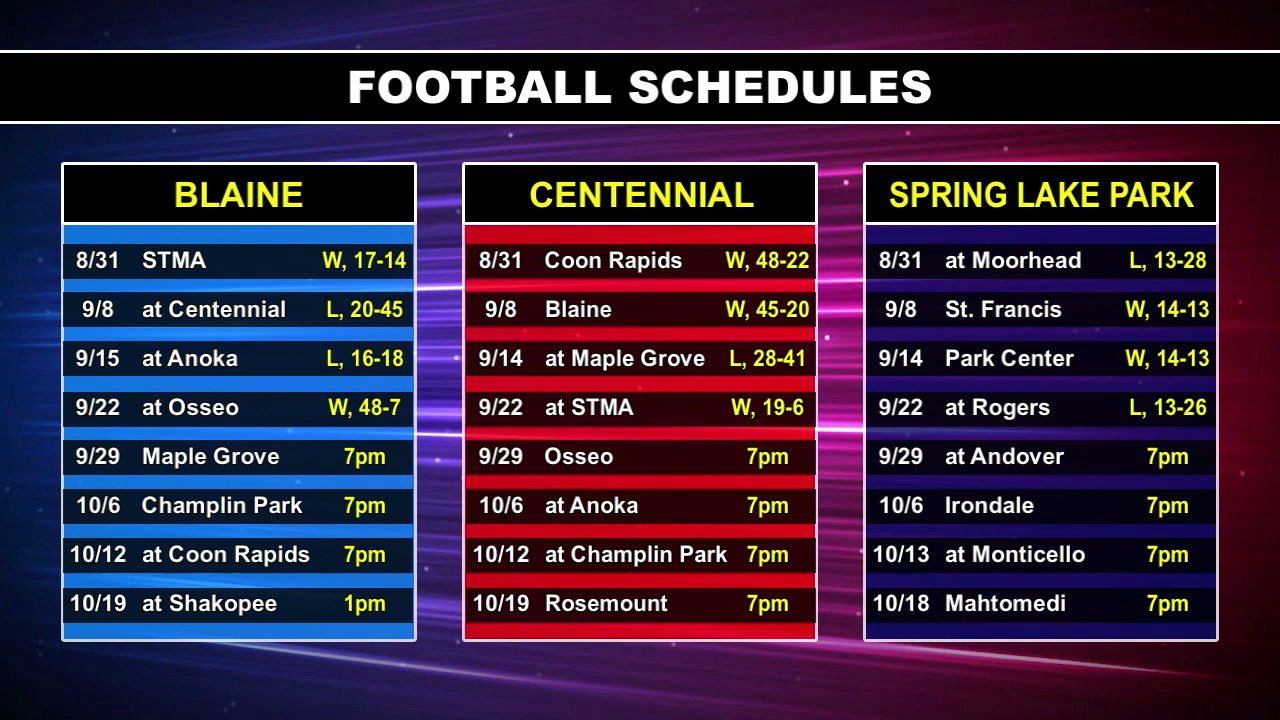 FOOTBALL SCHEDULES
BLAINE
8/31 STMA W, 17-14
9/8 at Centennial L, 20-45
9/15 at Anoka L, 16-18
9/22 at Osseo W, 48-7
9/29 Maple Grove 7pm
10/6 Champlin Park 7pm
10/12 at Coon Rapids 7pm
10/19 at Shakopee 1pm
CENTENNIAL
8/31 Coon Rapids W, 48-22
9/8 Blaine W, 45-20
9/14 at Maple Grove L, 28-41
9/22 at STMA W, 19-6
9/29 Osseo 7pm
10/6 at Anoka 7pm
10/12 at Champlin Park 7pm
10/19 Rosemount 7pm
SPRING LAKE PARK
8/31 at Moorhead L, 13-28
9/8 St. Francis W, 14-13
9/14 Park Center W, 14-13
9/22 at Rogers L, 13-26
9/29 at Andover 7pm
10/6 Irondale 7pm
10/13 at Monticello 7pm
10/18 Mahtomedi 7pm